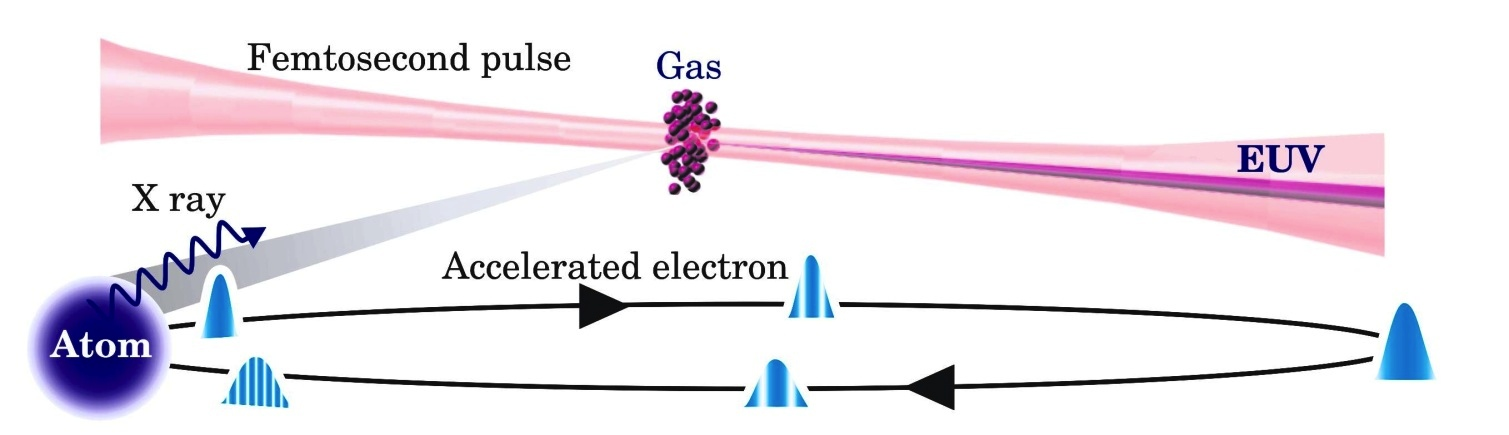 Femtosecond pulse
Gas
EUV
X ray
Accelerated electron
Atom